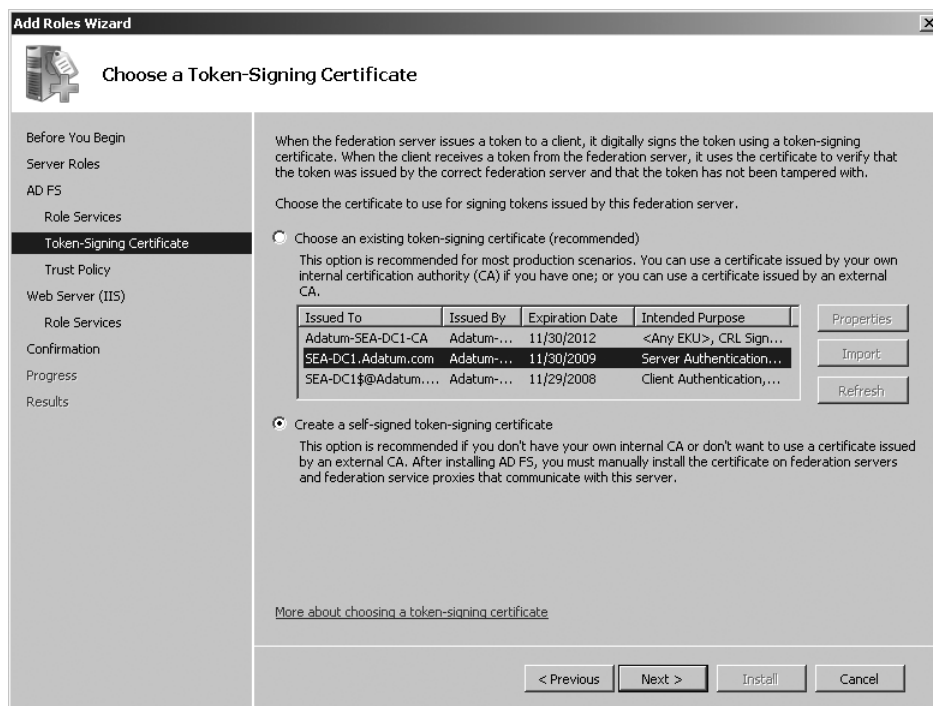 Add Roles Wizard
Choose a Token-Signing Certificate
Before You Begin
Server Roles
AD FS
Role Services
Token-Signing Certificate
Trust Policy
Web Server (IIS)
Role Services
Confirmation
Progress
Results
When the federation server issues a token to a client, it digitally signs the token using a token-signing
certificate. When the client receives a token from the federation server, it uses the certificate to verify that
the token was issued by the correct federation server and that the token has not been tampered with.
Choose the certificate to use for signing tokens issued by this federation server.
Choose an existing token-signing certificate (recommended)
This option is recommended for most production scenarios. You can use a certificate issued by your own
internal certification authority (CA) if you have one; or you can use a certificate issued by an external
CA.
Issued To Issued By Expiration Date Intended Purpose
Adatum-SEA-DC1-CA Adatum-... 11/30/2012 <Any EKU>, CRL Sign...
SEA-DC1.Adatum.com Adatum-... 11/30/2009 Server Authentication...
SEA-DC1$@Adatum.... Adatum-... 11/29/2008 Client Authentication,...
Properties
Import
Refresh
Create a self-signed token-signing certificate
This option is recommended if you don't have your own internal CA or don't want to use a certificate issued
by an external CA. After installing AD FS, you must manually install the certificate on federation servers
and federation service proxies that communicate with this server.
More about choosing a token-signing certificate
< Previous Next > Install Cancel